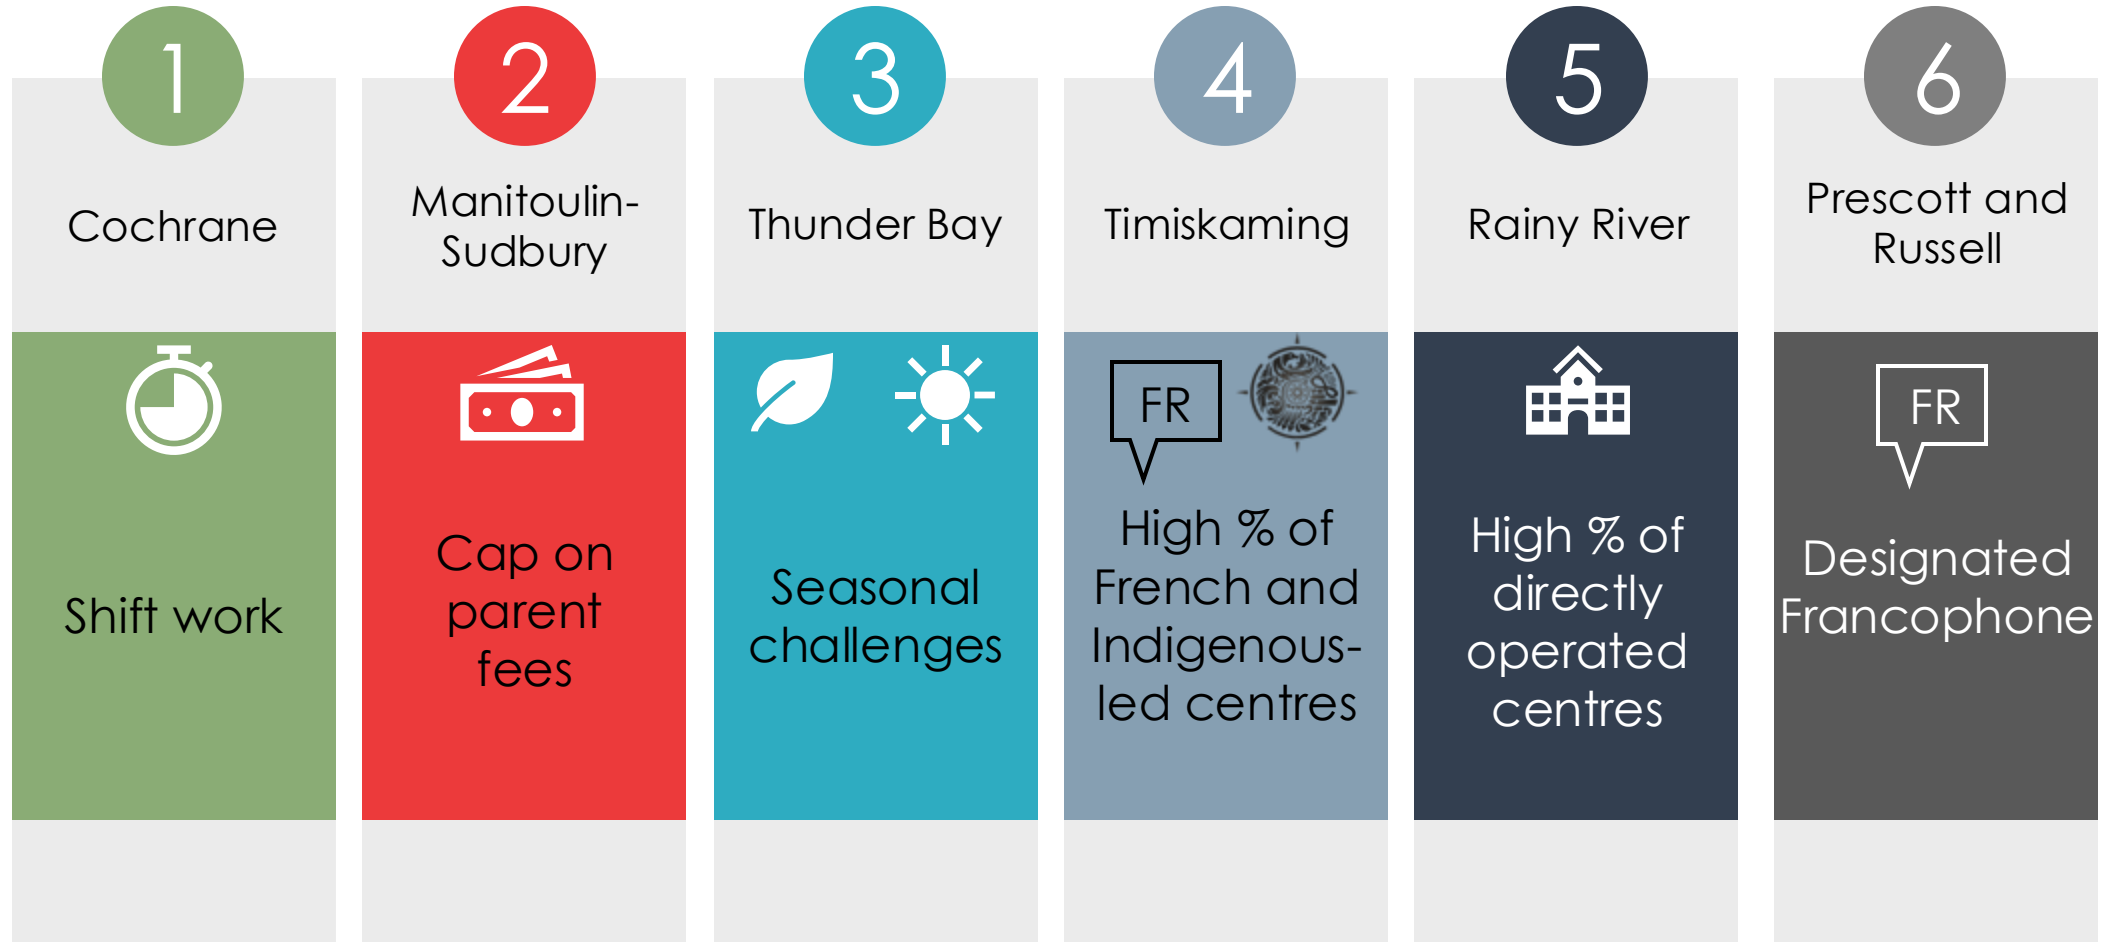 1
Cochrane
Shift work
2
Manitoulin-
Sudbury
Cap on
parent
fees
3
Thunder Bay
Seasonal
challenges
4
Timiskaming
FR
High % of
French and
Indigenous-
led centres
5
Rainy River
High % of
directly
operated
centres
6
Prescott and
Russell
FR
Designated
Francophone